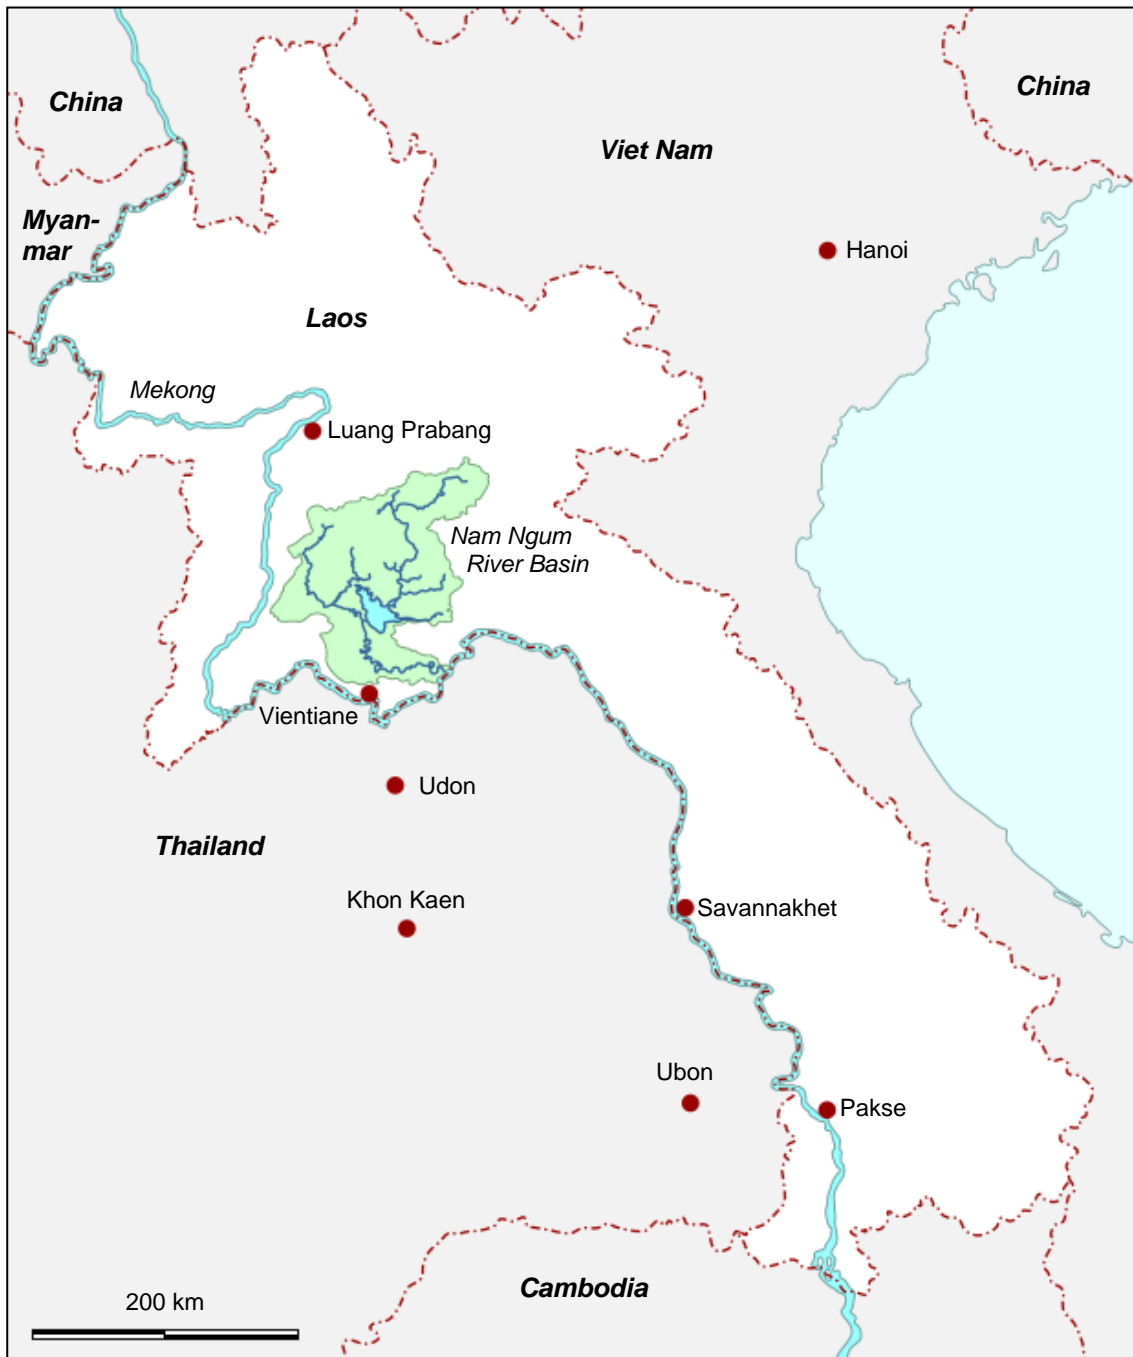 China
China
Viet Nam
Myan-
mar
Hanoi
Laos
Mekong
Luang Prabang
Nam Ngum
River Basin
Vientiane
Udon
Thailand
Khon Kaen
Savannakhet
Ubon
Pakse
Cambodia
200 km